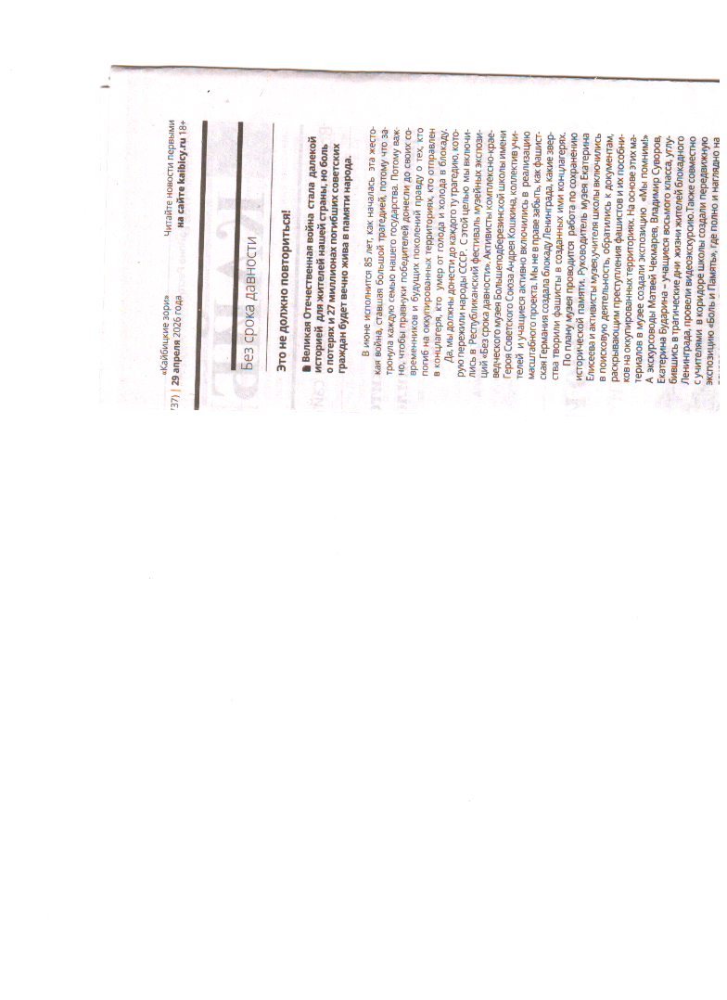 «Кайбицкие зори»
37) | 29 апреля 2026 года
Читайте новости первыми
на сайте kaibicy.ru 18+
Без срока давности
Это не должно повториться!
Великая Отечественная война стала далекой
историей для жителей нашей страны, но боль
о потерях и 27 миллионах погибших советских
граждан будет вечно жива в памяти народа.
В июне исполнится 85 лет, как началась эта жесто-
кая война, ставшая большой трагедией, потому что за-
тронула каждую семью нашего государства. Потому важ-
но, чтобы правнуки победителей донесли до своих со-
временников и будущих поколений правду о тех, кто
погиб на оккупированных территориях, кто отправлен
в концлагеря, кто умер от голода и холода в блокаду.
Да, мы должны донести до каждого ту трагедию, кото-
рую пережили народы СССР. С этой целью мы включи-
лись в Республиканский фестиваль музейных экспози-
ций «Без срока давности». Активисты комплексно-крае-
ведческого музея Большеподберезинской школы имени
Героя Советского Союза Андрея Кошкина, коллектив учи-
телей и учащиеся активно включились в реализацию
масштабного проекта. Мы не в праве забыть, как фашист-
ская Германия создала блокаду Ленинграда, какие звер-
ства творили фашисты в созданных ими концлагерях.
По плану музея проводится работа по сохранению
исторической памяти. Руководитель музея Екатерина
Елисеева и активисты музея,учителя школы включились
в поисковую деятельность, обратились к документам,
раскрывающим преступления фашистов и их пособни-
ков на оккупированных территориях. На основе этих ма-
териалов в музее создали экспозицию «Мы помним!»
А экскурсоводы Матвей Чекмарев, Владимир Суворов,
Екатерина Бударина – учащиеся восьмого класса, углу-
бившись в трагические дни жизни жителей блокадного
Ленинграда, провели видеоэкскурсию. Также совместно
с учителями в коридоре школы создали передвижную
экспозицию «Боль и Память», где полно и наглядно на